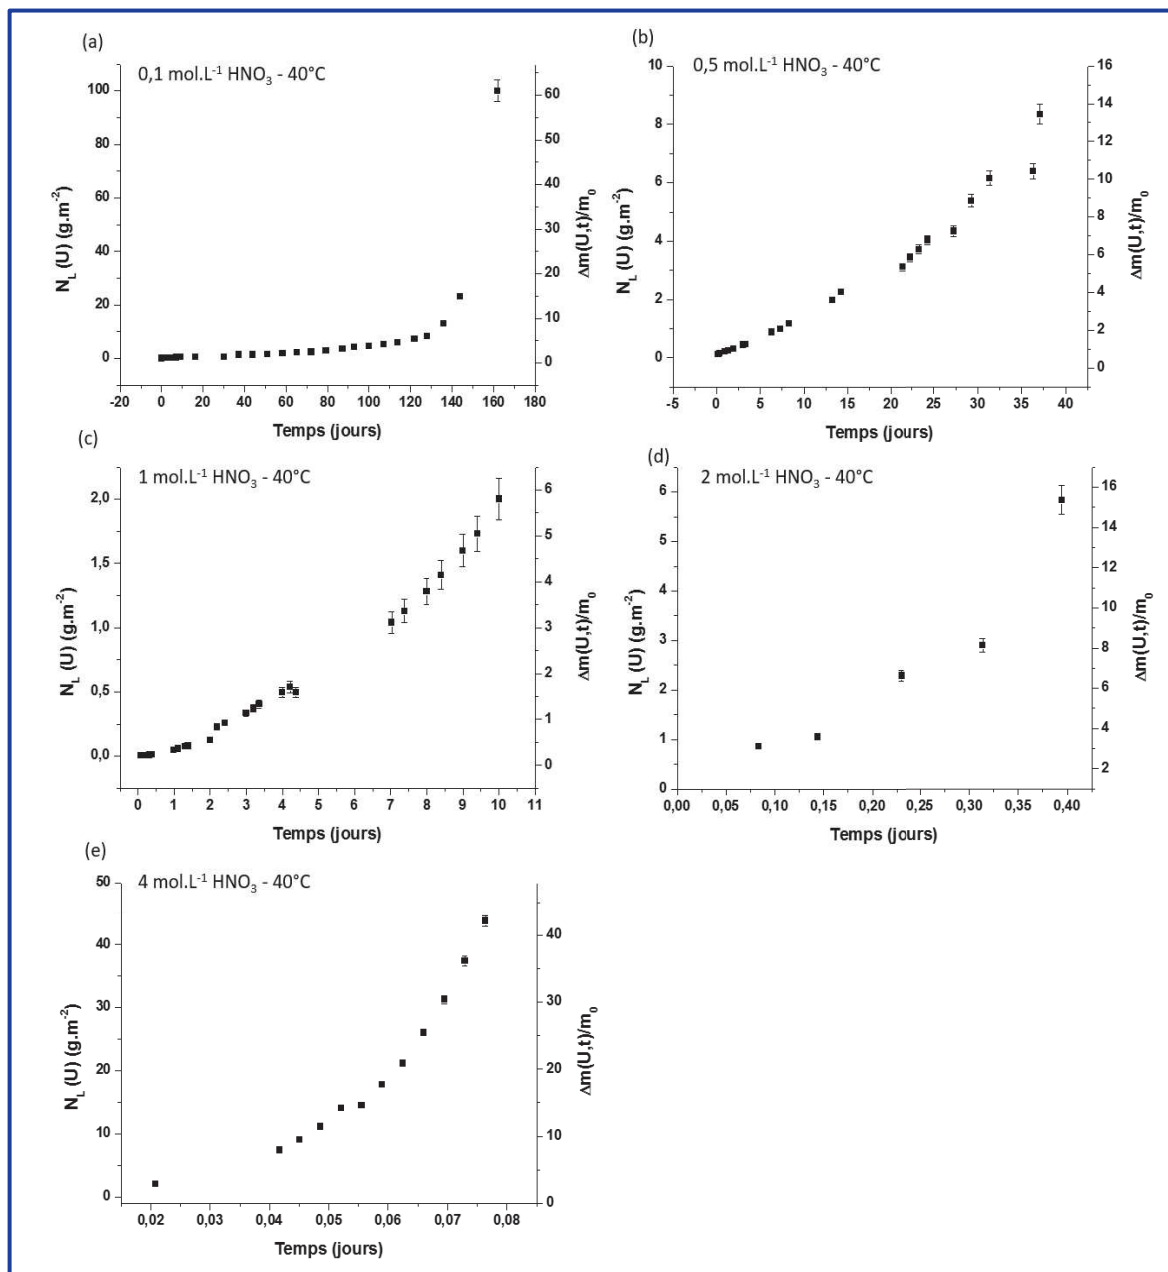 (a)
0,1 mol.L⁻¹ HNO₃ - 40°C
N_L (U) (g.m⁻²)
100
80
60
40
20
0
60
50
40
30
20
10
0
Δm(U,t)/m₀
-20 0 20 40 60 80 100 120 140 160 180
Temps (jours)
(b)
0,5 mol.L⁻¹ HNO₃ - 40°C
N_L (U) (g.m⁻²)
10
8
6
4
2
0
16
14
12
10
8
6
4
2
0
Δm(U,t)/m₀
-5 0 5 10 15 20 25 30 35 40
Temps (jours)
(c)
1 mol.L⁻¹ HNO₃ - 40°C
N_L (U) (g.m⁻²)
2,0
1,5
1,0
0,5
0,0
6
5
4
3
2
1
0
Δm(U,t)/m₀
0 1 2 3 4 5 6 7 8 9 10 11
Temps (jours)
(d)
2 mol.L⁻¹ HNO₃ - 40°C
N_L (U) (g.m⁻²)
6
5
4
3
2
1
0
16
14
12
10
8
6
4
2
Δm(U,t)/m₀
0,00 0,05 0,10 0,15 0,20 0,25 0,30 0,35 0,40
Temps (jours)
(e)
4 mol.L⁻¹ HNO₃ - 40°C
N_L (U) (g.m⁻²)
50
40
30
20
10
0
40
30
20
10
0
Δm(U,t)/m₀
0,02 0,03 0,04 0,05 0,06 0,07 0,08
Temps (jours)